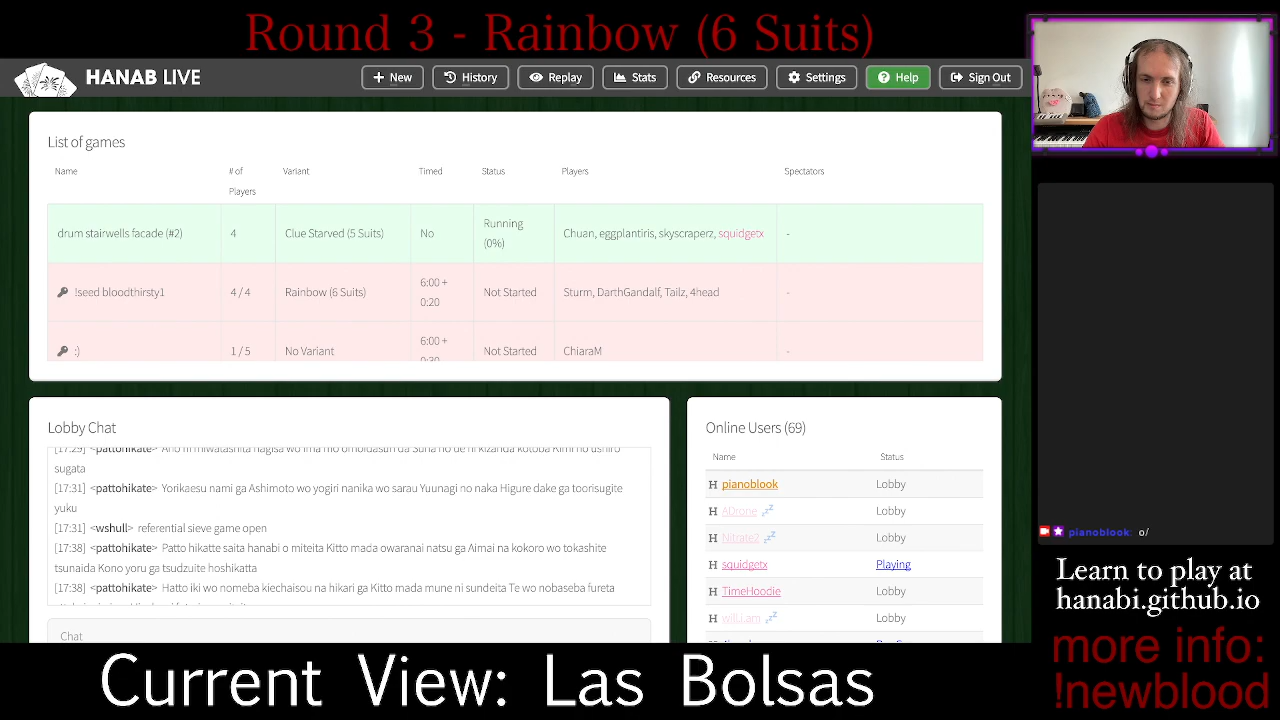 Round 3 - Rainbow (6 Suits)
HANAB LIVE
New
History
Replay
Stats
Resources
Settings
Help
Sign Out
List of games
Name
# of Players
Variant
Timed
Status
Players
Spectators
drum stairwells facade (#2)
4
Clue Starved (5 Suits)
No
Running (0%)
Chuan, eggplantiris, skyscraperz, squidgetx
-
!seed bloodthirsty1
4 / 4
Rainbow (6 Suits)
6:00 + 0:20
Not Started
Sturm, DarthGandalf, Tailz, 4head
-
:)
1 / 5
No Variant
6:00 +
Not Started
ChiaraM
-
Lobby Chat
sugata
[17:31] <pattohikate> Yorikaesu nami ga Ashimoto wo yogiri nanika wo sarau Yuunagi no naka Higure dake ga toorisugite
yuku
[17:31] <wshull> referential sieve game open
[17:38] <pattohikate> Patto hikatte saita hanabi o miteita Kitto mada owaranai natsu ga Aimai na kokoro wo tokashite
tsunaida Kono yoru ga tsudzuite hoshikatta
[17:38] <pattohikate> Hatto iki wo nomeba kiechaisou na hikari ga Kitto mada mune ni sundeita Te wo nobaseba fureta
Chat
Online Users (69)
Name
Status
H pianoblook
Lobby
H ADrone
Lobby
H Nitrate2
Lobby
H squidgetx
Playing
H TimeHoodie
Lobby
H will.i.am
Lobby
pianoblook: o/
Learn to play at
hanabi.github.io
more info:
!newblood
Current View: Las Bolsas